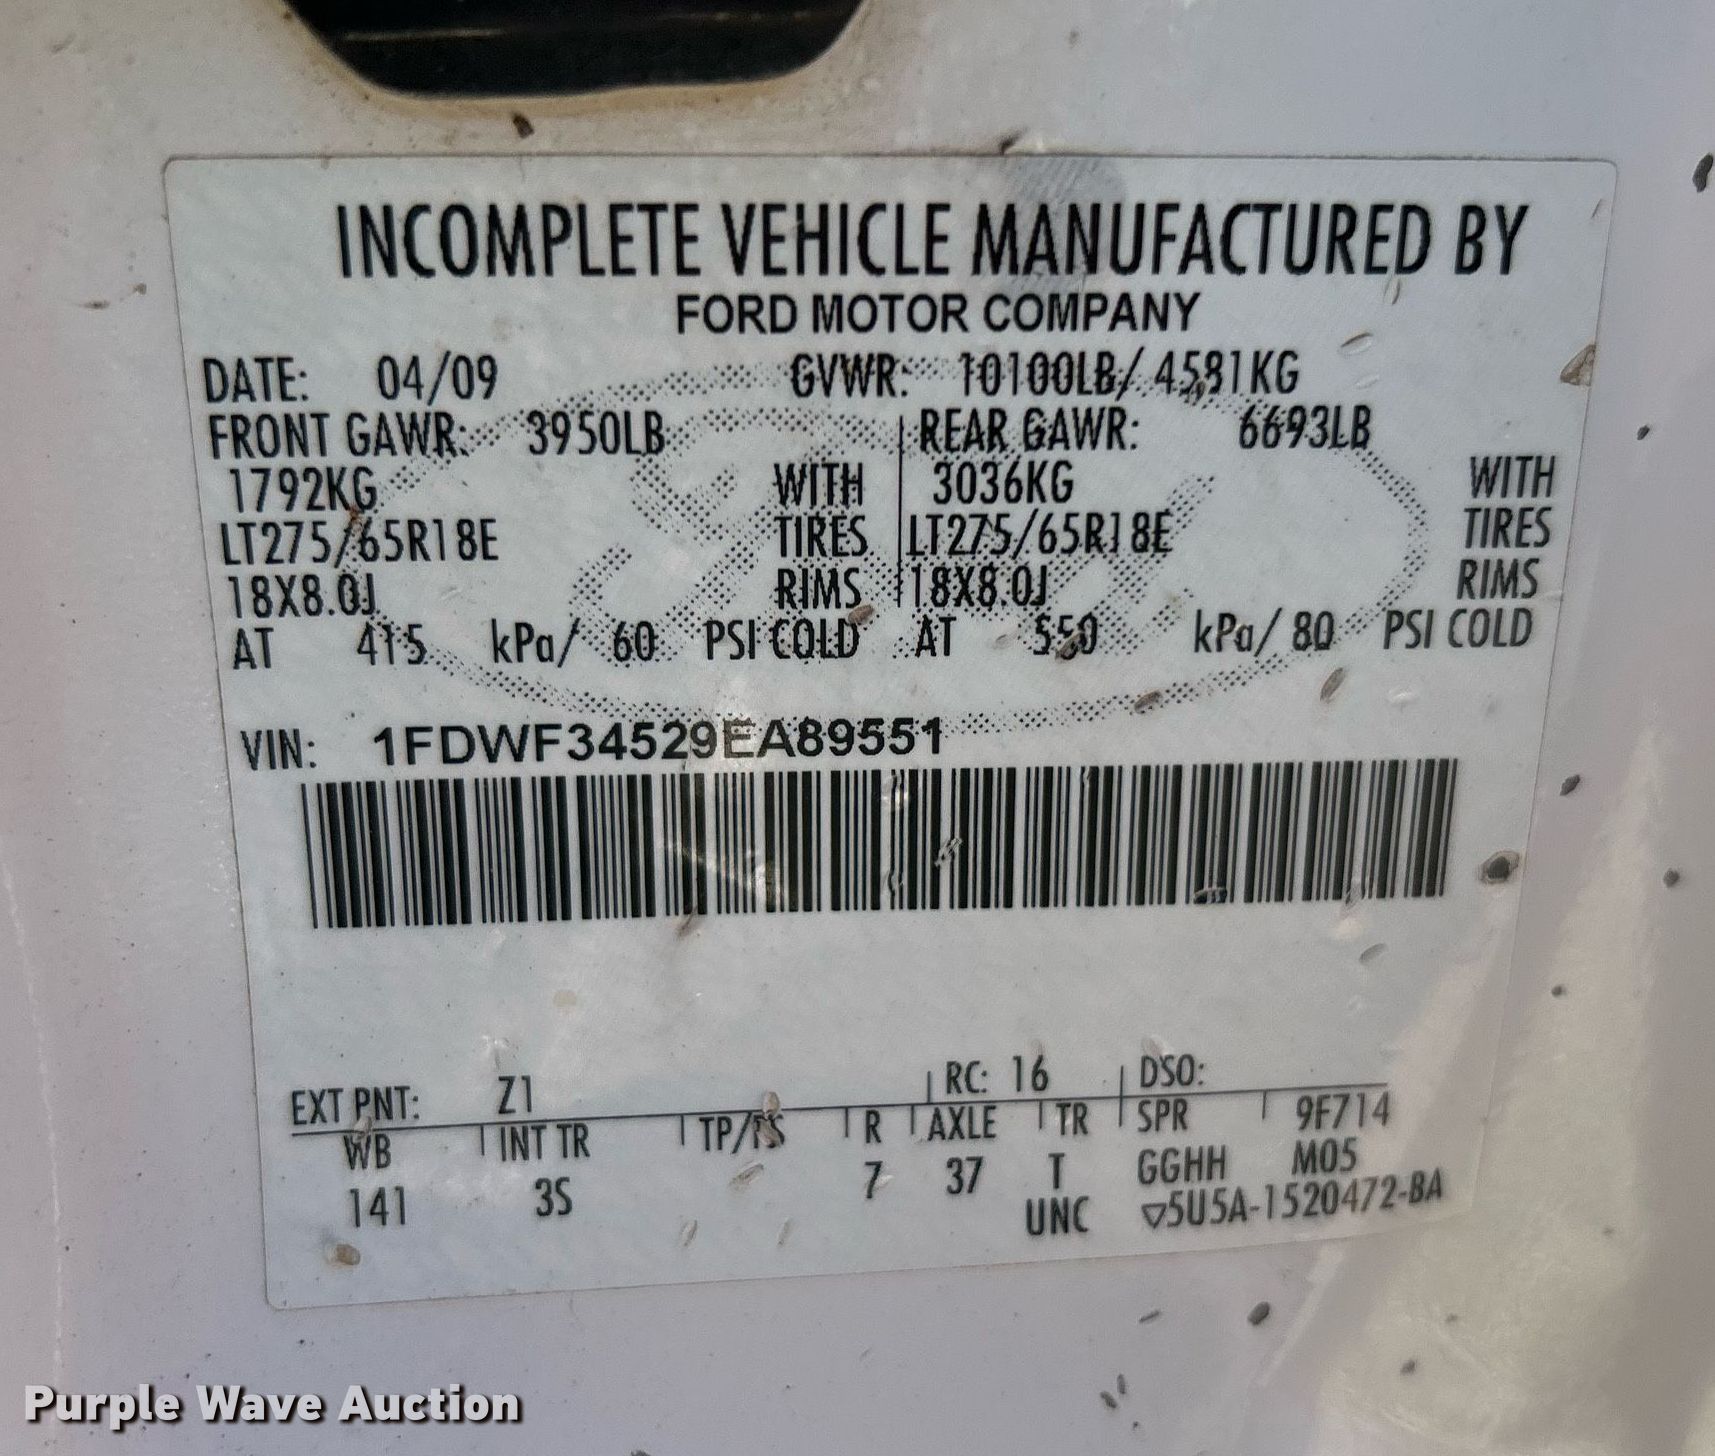 INCOMPLETE VEHICLE MANUFACTURED BY
FORD MOTOR COMPANY
DATE: 04/09 GVWR: 10100LB/ 4581KG
FRONT GAWR: 3950LB REAR GAWR: 6693LB
1792KG WITH 3036KG WITH
LT275/65R18E TIRES LT275/65R18E TIRES
18X8.0J RIMS 18X8.0J RIMS
AT 415 kPa/ 60 PSI COLD AT 550 kPa/ 80 PSI COLD
VIN: 1FDWF34529EA89551
EXT PNT: Z1 RC: 16 DSO:
WB INT TR TP/PS R AXLE TR SPR 9F714
141 3S 7 37 T GGHH M05
UNC ▽5U5A-1520472-BA
Purple Wave Auction